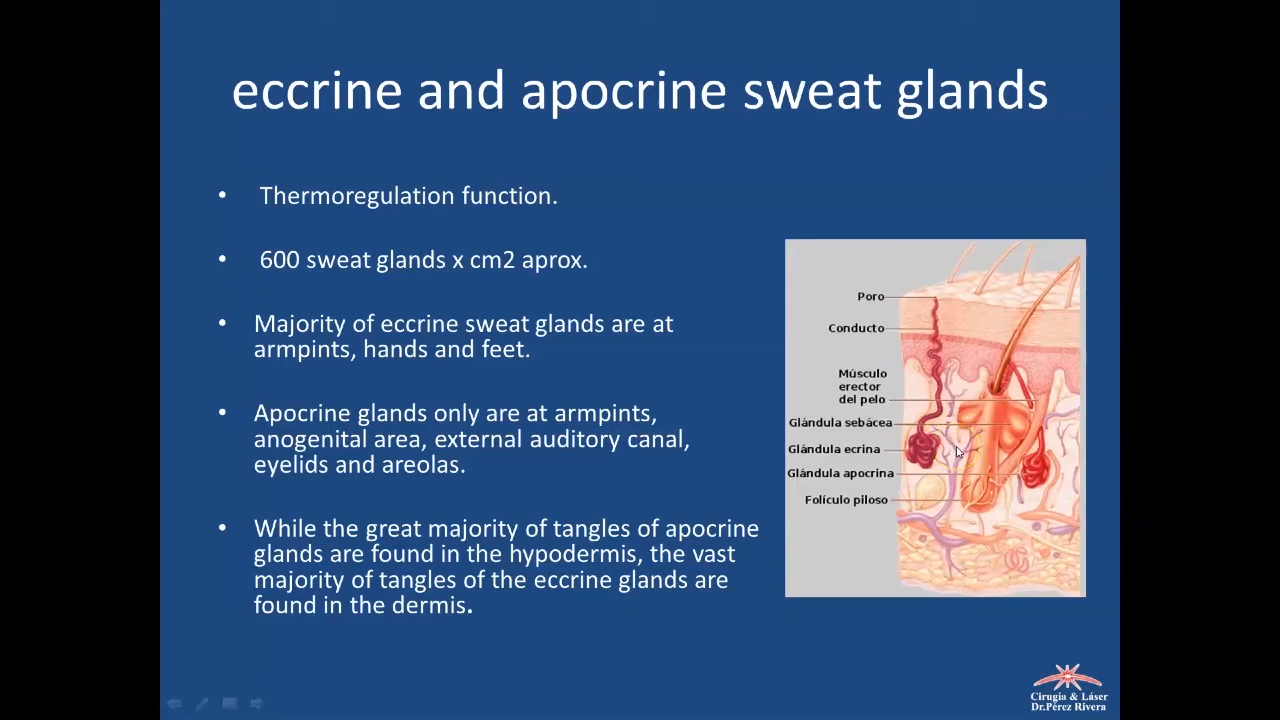 eccrine and apocrine sweat glands
• Thermoregulation function.
• 600 sweat glands x cm2 aprox.
• Majority of eccrine sweat glands are at
armpints, hands and feet.
• Apocrine glands only are at armpints,
anogenital area, external auditory canal,
eyelids and areolas.
• While the great majority of tangles of apocrine
glands are found in the hypodermis, the vast
majority of tangles of the eccrine glands are
found in the dermis.
Poro
Conducto
Músculo
erector
del pelo
Glándula sebácea
Glándula ecrina
Glándula apocrina
Folículo piloso
Cirugía & Láser
Dr.Pérez Rivera